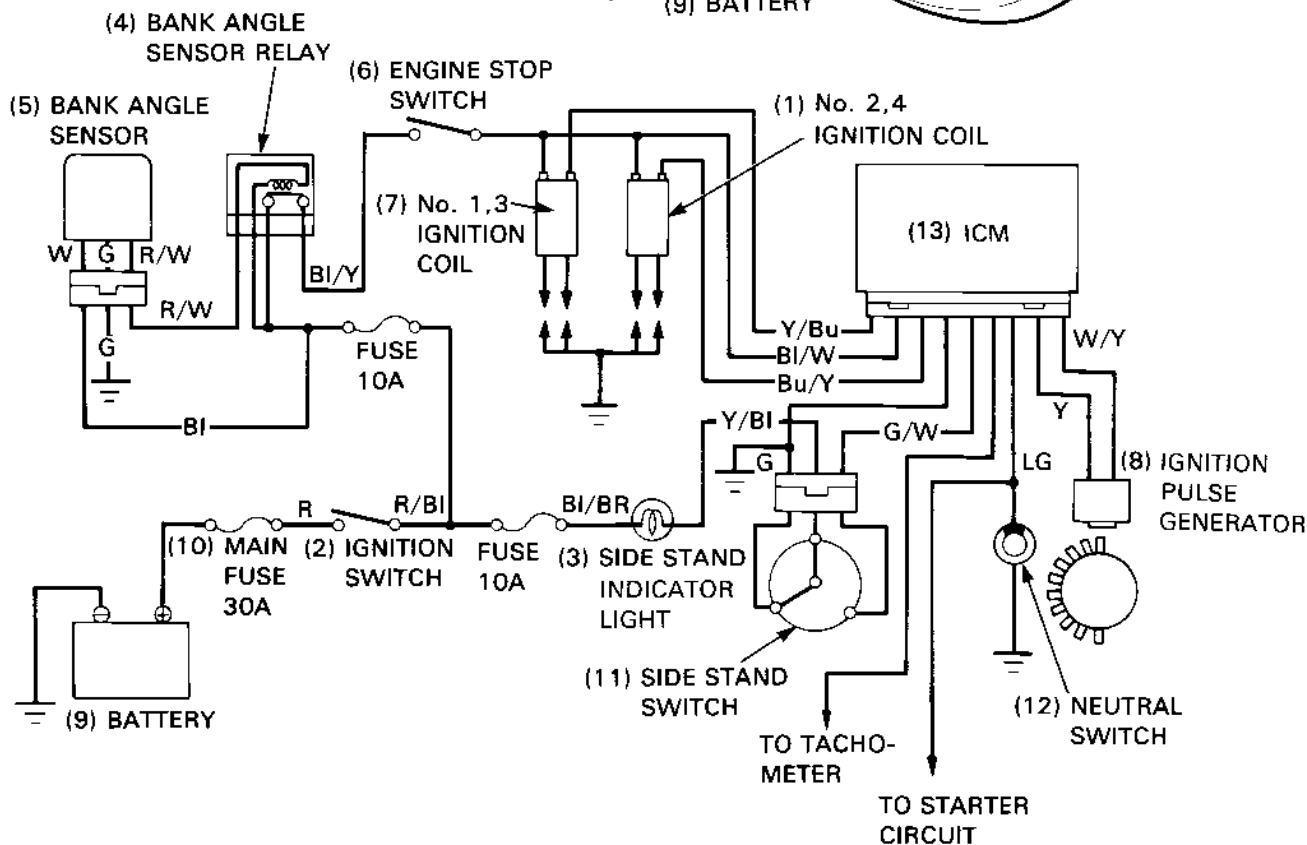 (9) BATTERY
(4) BANK ANGLE
SENSOR RELAY
(6) ENGINE STOP
SWITCH
(5) BANK ANGLE
SENSOR
(1) No. 2,4
IGNITION COIL
(7) No. 1,3
IGNITION
COIL
(13) ICM
W G R/W
Bl/Y
R/W
G
FUSE
10A
Bl
Y/Bu
Bl/W
Bu/Y
W/Y
Y
Y/Bl
G/W
G
LG
(8) IGNITION
PULSE
GENERATOR
R
R/Bl
Bl/BR
(10) MAIN
FUSE
30A
(2) IGNITION
SWITCH
FUSE
10A
(3) SIDE STAND
INDICATOR
LIGHT
(9) BATTERY
(11) SIDE STAND
SWITCH
(12) NEUTRAL
SWITCH
TO TACHO-
METER
TO STARTER
CIRCUIT